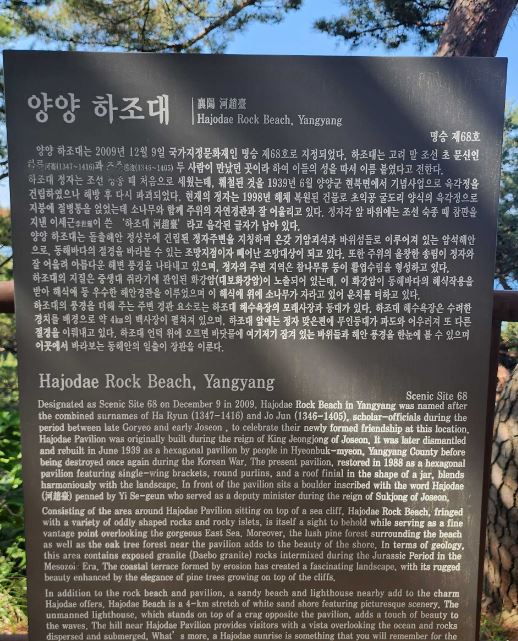 양양 하조대
襄陽 河趙臺
Hajodae Rock Beach, Yangyang
명승 제68호
양양 하조대는 2009년 12월 9일 국가지정문화재인 명승 제68호로 지정되었다. 하조대는 고려 말 조선 초 문신인
(1347~1416)과 (1346~1405) 두 사람이 만났던 곳이라 하여 이들의 성을 따서 이름 붙였다고 전한다.
하조대 정자는 조선 때 처음으로 세웠는데, 훼철된 것을 1939년 6월 양양군 현북면에서 기념사업으로 육각정을
건립하였으나 해방 후 다시 파괴되었다. 현재의 정자는 1998년 해체 복원된 건물로 초익공 굴도리 양식의 육각정으로
지붕에 절병통을 얹었는데 소나무와 함께 주위의 자연경관과 잘 어울리고 있다. 정자각 앞 바위에는 조선 숙종 때 참판을
지낸 이세근이 쓴 ‘하조대 河趙臺’라고 음각된 글자가 남아 있다.
양양 하조대는 돌출해안 정상부에 건립된 정자주변을 지칭하며 온갖 기암괴석과 바위섬들로 이루어져 있는 암석해안
으로, 동해바다의 절경을 바라볼 수 있는 조망지점이자 빼어난 조망대상이 되고 있다. 또한 주위의 울창한 송림이 정자와
잘 어울려 아름다운 해변 풍경을 나타내고 있으며, 정자의 주변 지역은 참나무류 등이 활엽수림을 형성하고 있다.
하조대의 지질은 중생대 쥐라기에 관입된 화강암(대보화강암)이 노출되어 있는데, 이 화강암이 동해바다의 해식작용을
받아 해식애 등 우수한 해안경관을 이루었으며 이 해식애 위에 소나무가 자라고 있어 운치를 더하고 있다.
하조대의 풍경을 더해 주는 주변 경관 요소로는 하조대 해수욕장의 모래사장과 등대가 있다. 하조대 해수욕장은 수려한
경치를 배경으로 약 4㎞의 백사장이 펼쳐져 있으며, 하조대 앞에는 정자 맞은편에 무인등대가 파도와 어우러져 또 다른
절경을 이뤄내고 있다. 하조대 언덕 위에 오르면 바닷물에 여기저기 잠겨 있는 바위들과 해안 풍경을 한눈에 볼 수 있으며
이곳에서 바라보는 동해안의 일출이 장관을 이룬다.
Hajodae Rock Beach, Yangyang
Scenic Site 68
Designated as Scenic Site 68 on December 9 in 2009, Hajodae Rock Beach in Yangyang was named after
the combined surnames of Ha Ryun (1347-1416) and Jo Jun (1346-1405), scholar-officials during the
period between late Goryeo and early Joseon , to celebrate their newly formed friendship at this location.
Hajodae Pavilion was originally built during the reign of King Jeongjong of Joseon. It was later dismantled
and rebuilt in June 1939 as a hexagonal pavilion by people in Hyeonbuk-myeon, Yangyang County before
being destroyed once again during the Korean War. The present pavilion, restored in 1988 as a hexagonal
pavilion featuring single-wing brackets, round purlins, and a roof finial in the shape of a jar, blends
harmoniously with the landscape. In front of the pavilion sits a boulder inscribed with the word Hajodae
(河趙臺) penned by Yi Se-geun who served as a deputy minister during the reign of Sukjong of Joseon.
Consisting of the area around Hajodae Pavilion sitting on top of a sea cliff, Hajodae Rock Beach, fringed
with a variety of oddly shaped rocks and rocky islets, is itself a sight to behold while serving as a fine
vantage point overlooking the gorgeous East Sea, Moreover, the lush pine forest surrounding the beach
as well as the oak tree forest near the pavilion adds to the beauty of the shore, In terms of geology,
this area contains exposed granite (Daebo granite) rocks intermixed during the Jurassic Period in the
Mesozoi Era, The coastal terrace formed by erosion has created a fascinating landscape, with its rugged
beauty enhanced by the elegance of pine trees growing on top of the cliffs,
In addition to the rock beach and pavilion, a sandy beach and lighthouse nearby add to the charm
Hajodae offers, Hajodae Beach is a 4-km stretch of white sand shore featuring picturesque scenery, The
unmanned lighthouse, which stands on top of a crag opposite the pavilion, adds a touch of beauty to
the waves, The hill near Hajodae Pavilion provides visitors with a vista overlooking the ocean and rocks
dispersed and submerged, What's more, a Hajodae sunrise is something that you will remember for the